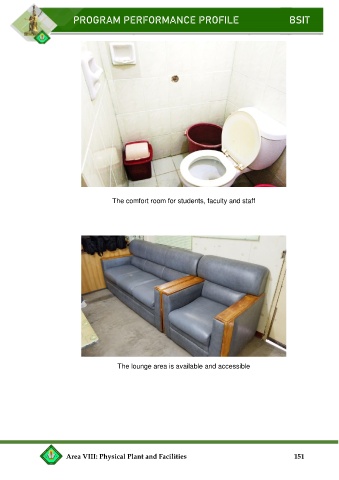 PROGRAM PERFORMANCE PROFILE BSIT
The comfort room for students, faculty and staff
The lounge area is available and accessible
Area VIII: Physical Plant and Facilities 151